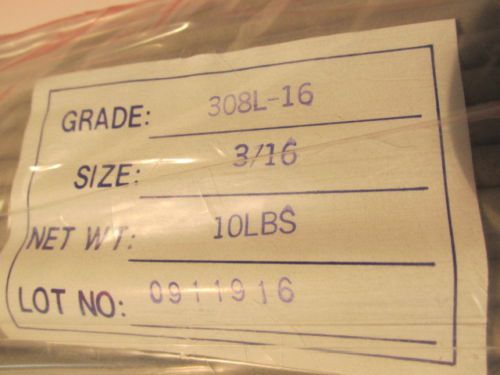 GRADE: 308L-16
SIZE: 3/16
NET WT: 10LBS
LOT NO: 0911916